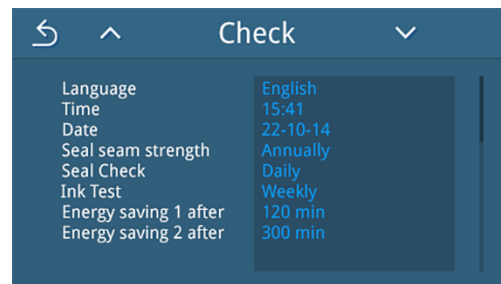 Check
Language English
Time 15:41
Date 22-10-14
Seal seam strength Annually
Seal Check Daily
Ink Test Weekly
Energy saving 1 after 120 min
Energy saving 2 after 300 min